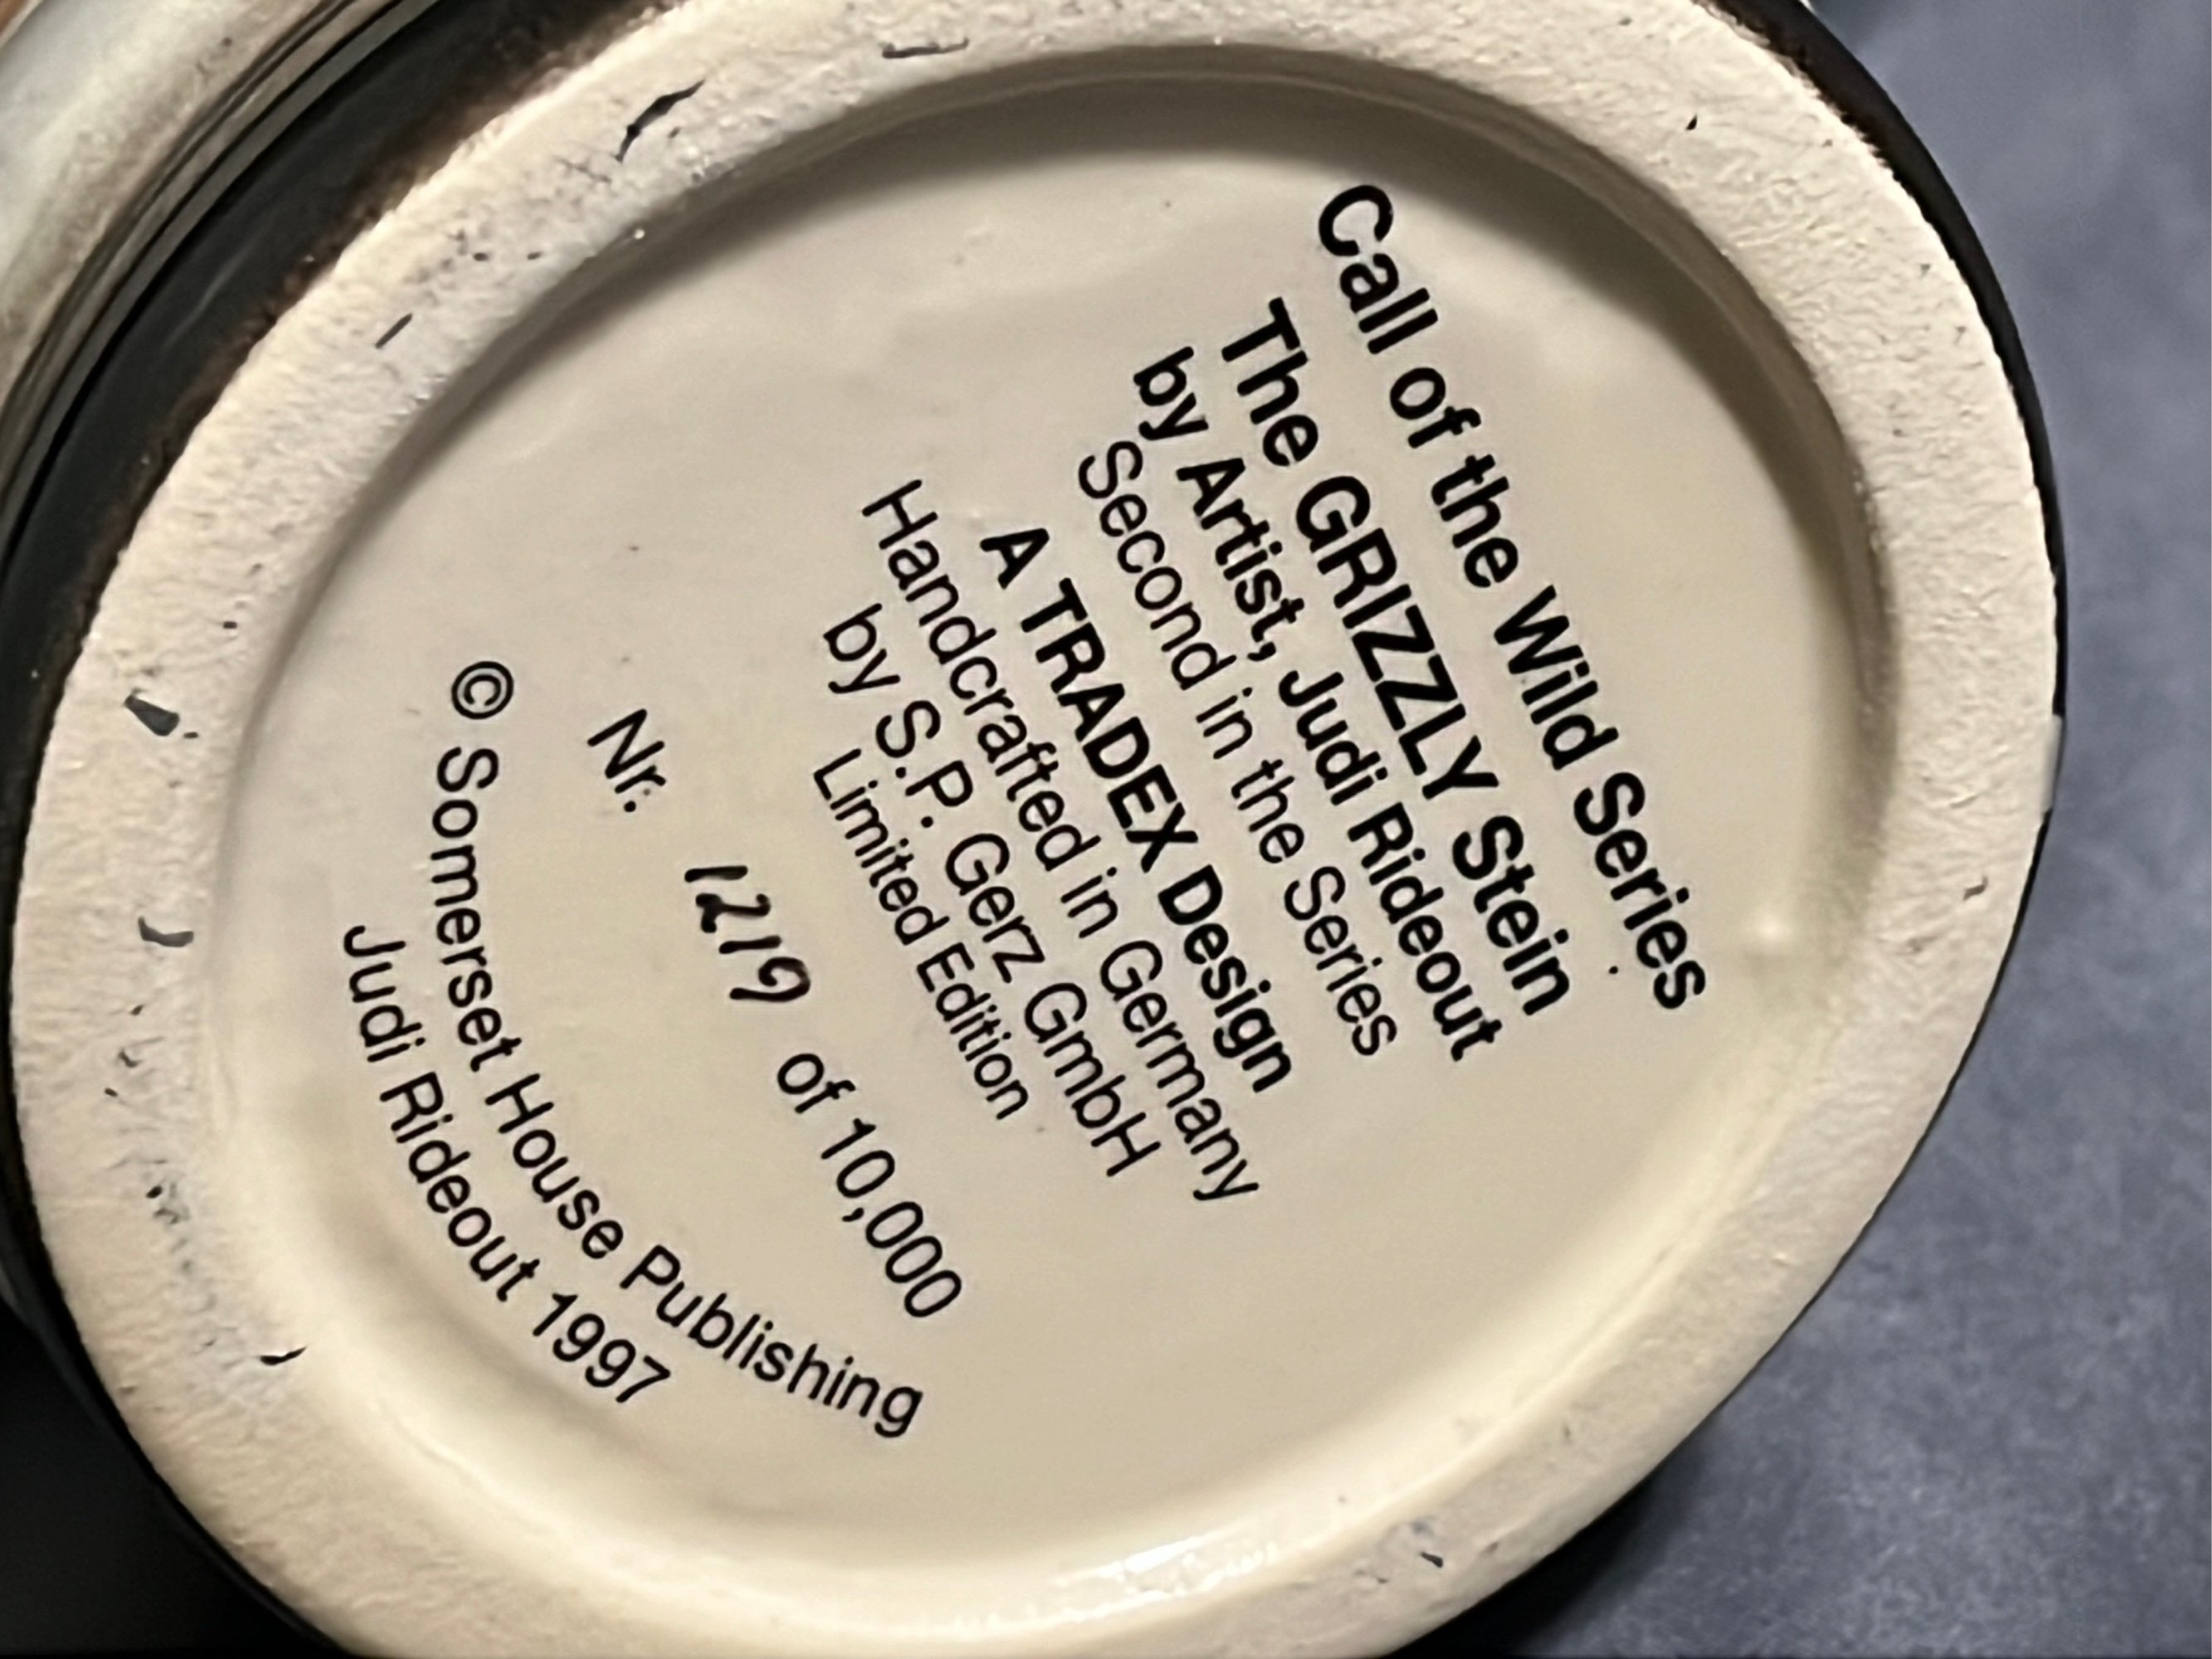 Call of the Wild Series
The GRIZZLY Stein
by Artist, Judi Rideout
Second in the Series
A TRADEX Design
Handcrafted in Germany
by S.P. Gerz GmbH
Limited Edition
Nr. 1219 of 10,000
© Somerset House Publishing
Judi Rideout 1997